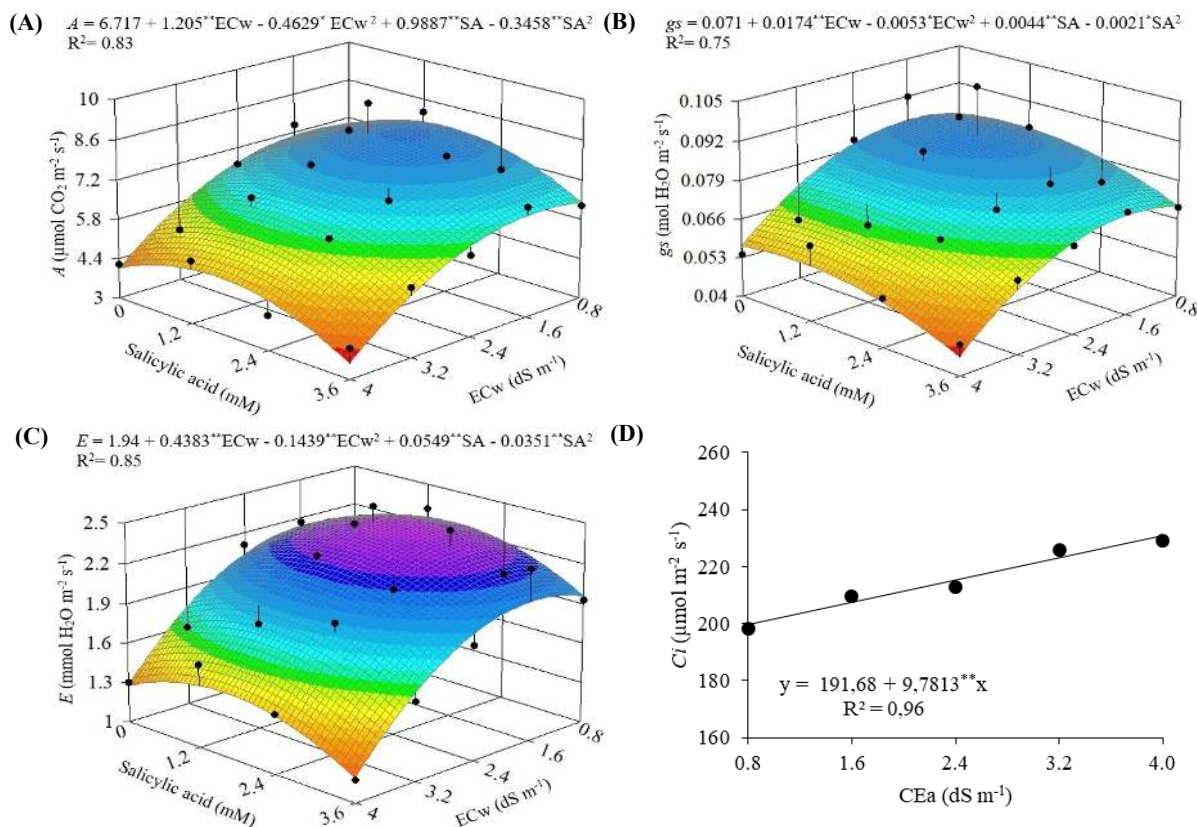 (A)
A = 6.717 + 1.205**ECw - 0.4629* ECw² + 0.9887**SA - 0.3458**SA²
R²= 0.83
10
8.6
7.2
5.8
4.4
3
A (µmol CO₂ m⁻² s⁻¹)
0
1.2
2.4
3.6
Salicylic acid (mM)
4
3.2
2.4
1.6
0.8
ECw (dS m⁻¹)
(B)
gs = 0.071 + 0.0174**ECw - 0.0053*ECw² + 0.0044**SA - 0.0021*SA²
R²= 0.75
0.105
0.092
0.079
0.066
0.053
0.04
gs (mol H₂O m⁻² s⁻¹)
0
1.2
2.4
3.6
Salicylic acid (mM)
4
3.2
2.4
1.6
0.8
ECw (dS m⁻¹)
(C)
E = 1.94 + 0.4383**ECw - 0.1439**ECw² + 0.0549**SA - 0.0351**SA²
R²= 0.85
2.5
2.2
1.9
1.6
1.3
1
E (mmol H₂O m⁻² s⁻¹)
0
1.2
2.4
3.6
Salicylic acid (mM)
4
3.2
2.4
1.6
0.8
ECw (dS m⁻¹)
(D)
260
240
220
200
180
160
Ci (µmol m⁻² s⁻¹)
y = 191,68 + 9,7813**x
R² = 0,96
0.8
1.6
2.4
3.2
4.0
CEa (dS m⁻¹)